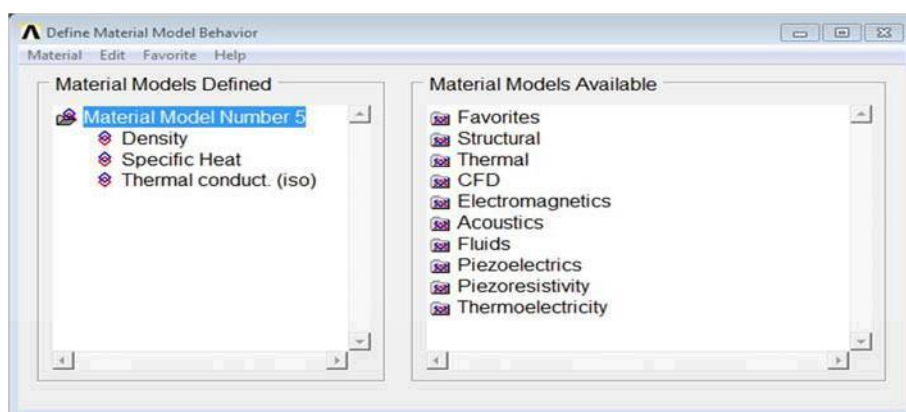 Define Material Model Behavior
Material Edit Favorite Help
Material Models Defined
Material Model Number 5
Density
Specific Heat
Thermal conduct. (iso)
Material Models Available
Favorites
Structural
Thermal
CFD
Electromagnetics
Acoustics
Fluids
Piezoelectrics
Piezoresistivity
Thermoelectricity